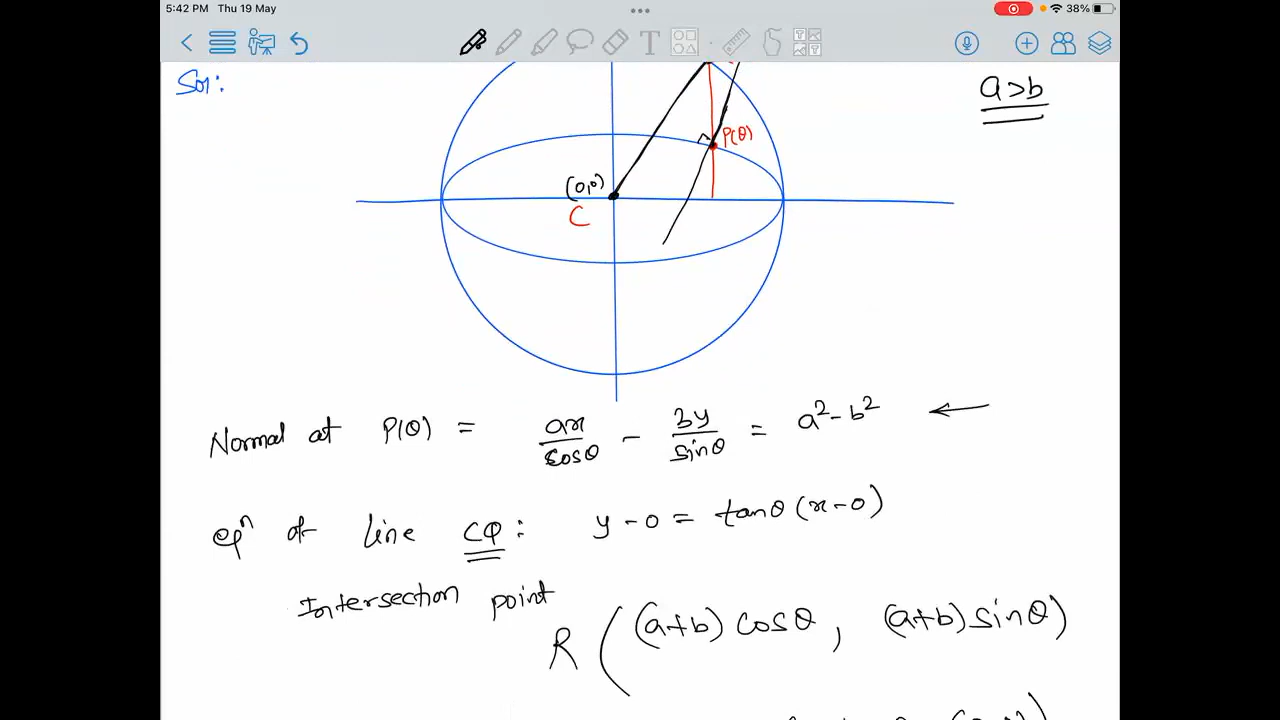 5:42 PM Thu 19 May
38%
Sol:
a>b
P(θ)
(0,0)
C
Normal at P(θ) = ax/cosθ - by/sinθ = a²-b²
eqⁿ of line CQ: y-0 = tanθ(x-0)
Intersection point
R ((a+b) cosθ, (a+b) sinθ)